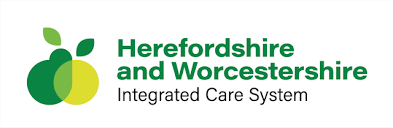 Herefordshire
and Worcestershire
Integrated Care System